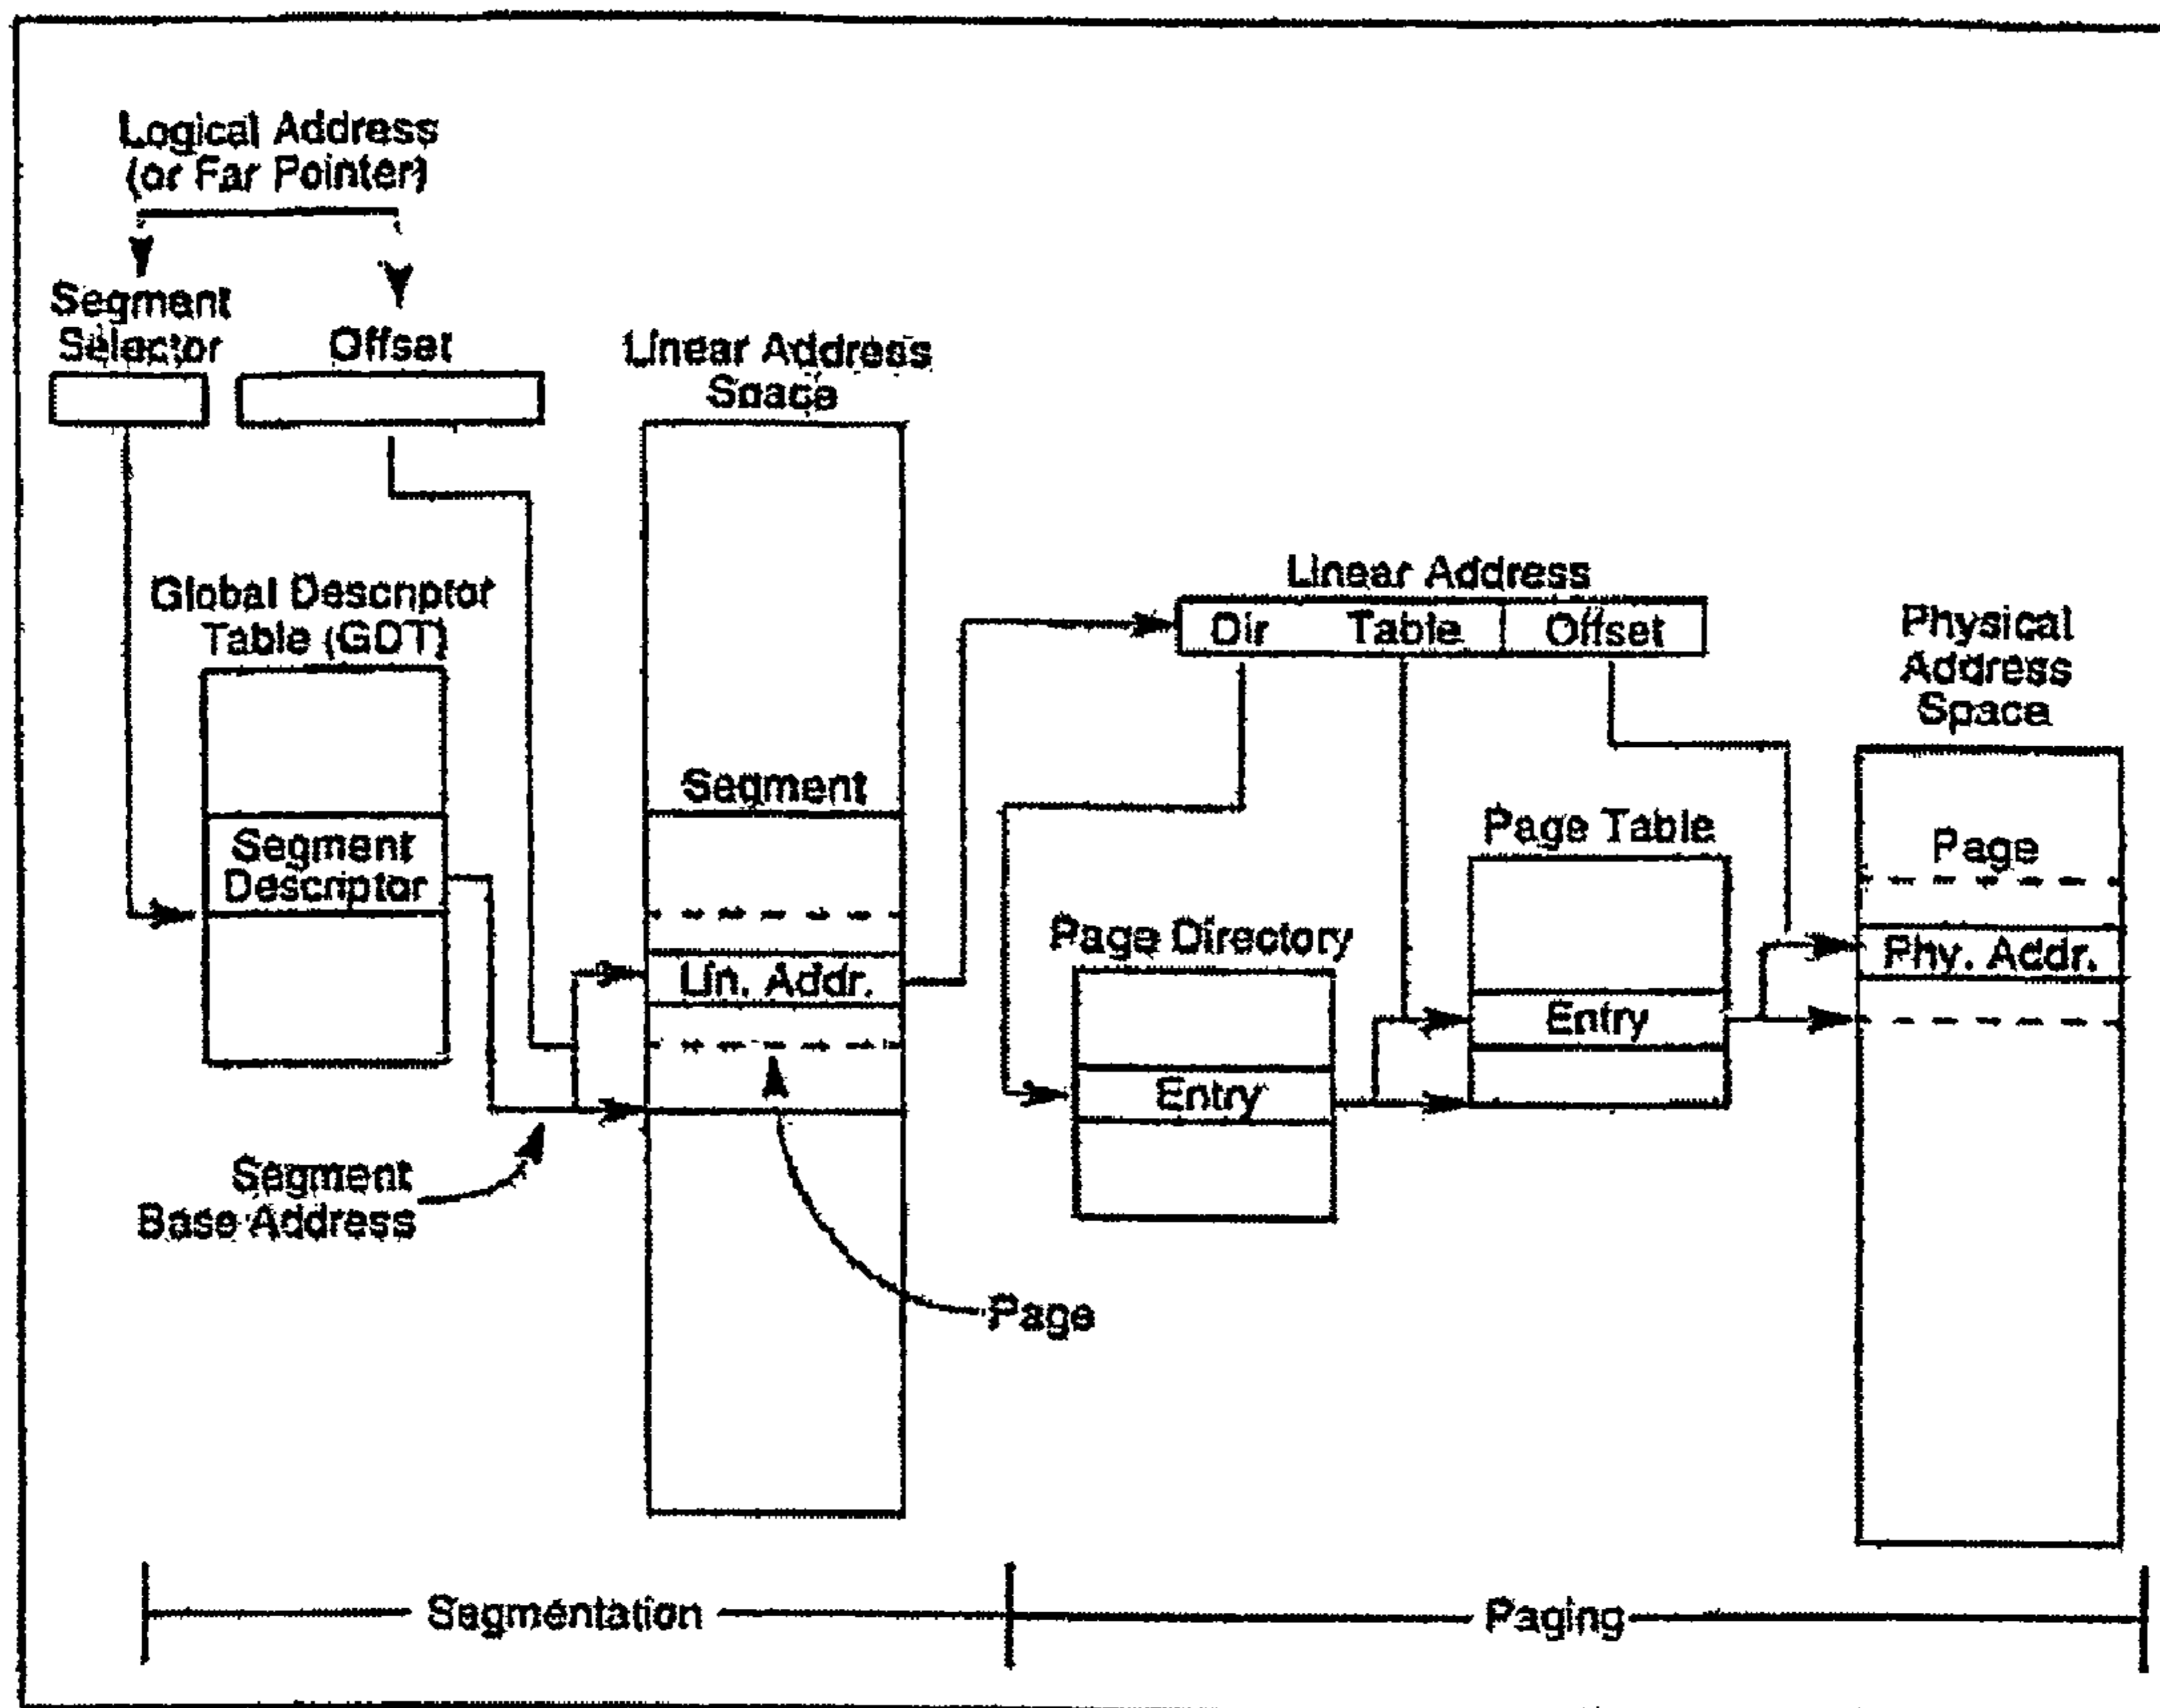 Logical Address
(or Far Pointer)
Segment
Selector
Offset
Linear Address
Space
Global Descriptor
Table (GDT)
Segment
Descriptor
Segment
Lin. Addr.
Segment
Base Address
Page
Linear Address
Dir Table Offset
Page Directory
Entry
Page Table
Entry
Physical
Address
Space
Page
Phy. Addr.
Segmentation
Paging